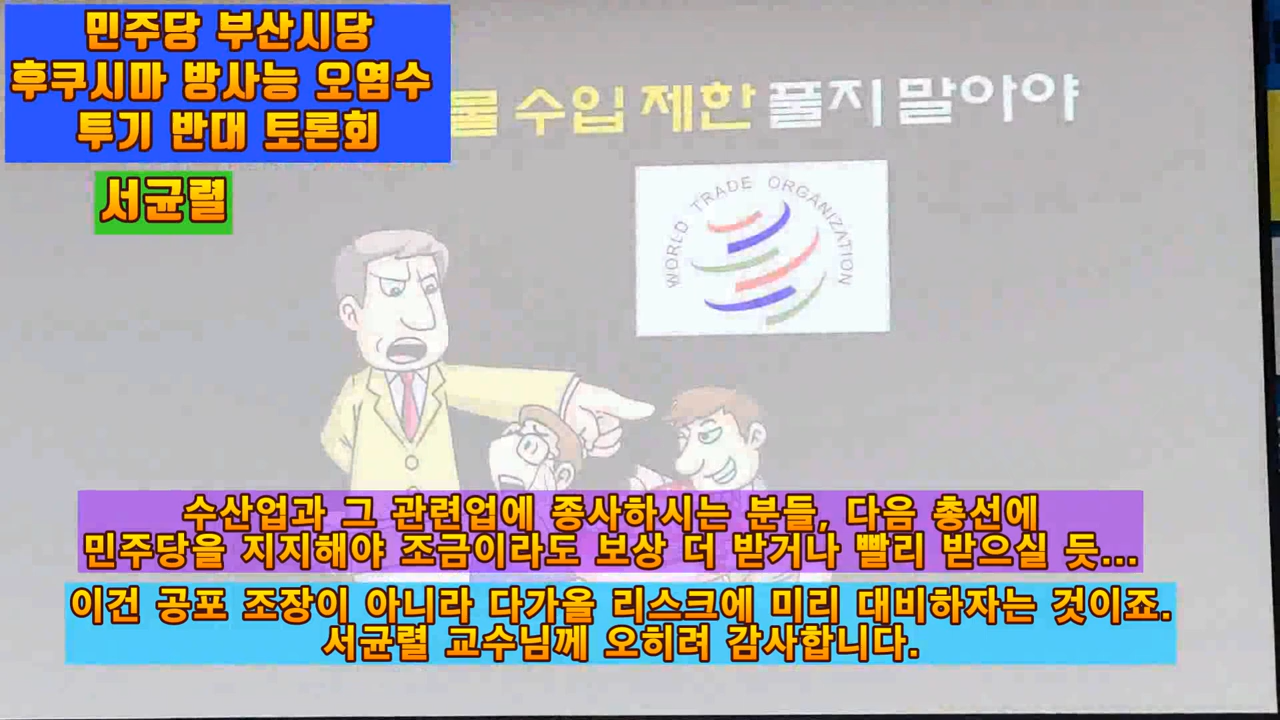 민주당 부산시당
후쿠시마 방사능 오염수
투기 반대 토론회
서균렬
물 수입 제한 풀지 말아야
WORLD TRADE ORGANIZATION
수산업과 그 관련업에 종사하시는 분들, 다음 총선에
민주당을 지지해야 조금이라도 보상 더 받거나 빨리 받으실 듯...
이건 공포 조장이 아니라 다가올 리스크에 미리 대비하자는 것이죠.
서균렬 교수님께 오히려 감사합니다.